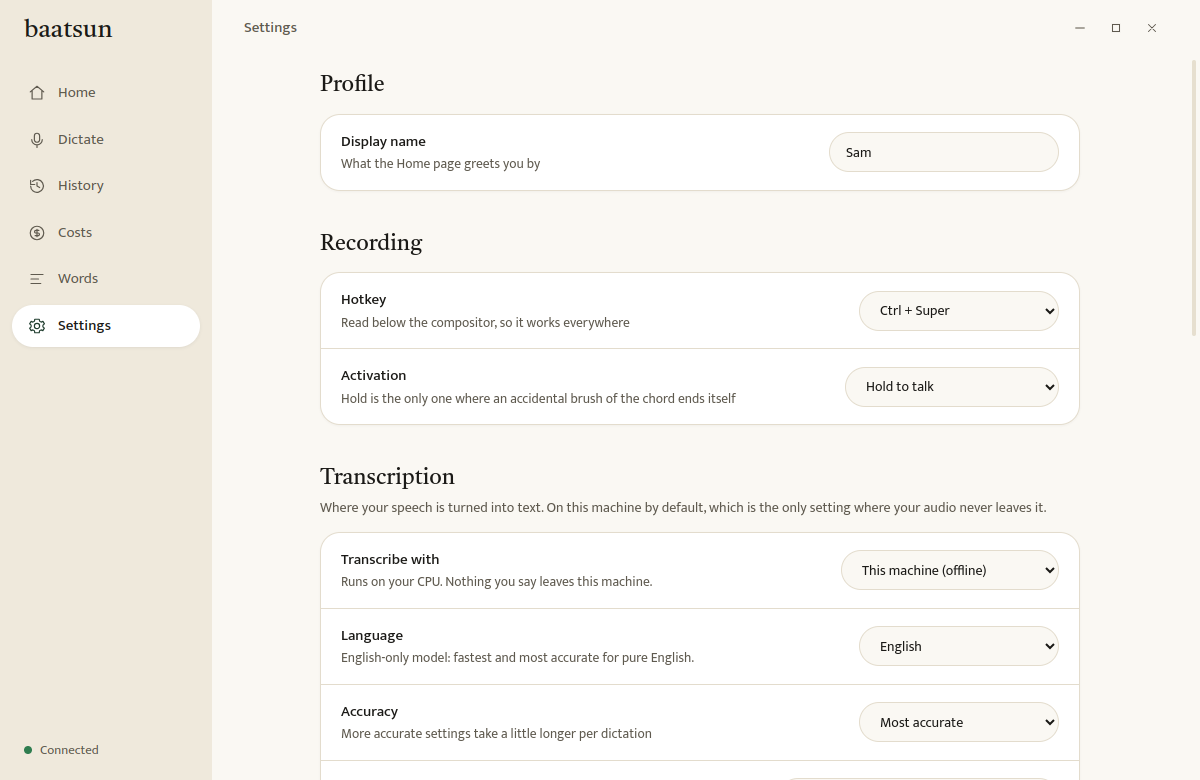 baatsun
Settings
Home
Dictate
History
Costs
Words
Settings
Connected
Profile
Display name
What the Home page greets you by
Sam
Recording
Hotkey
Read below the compositor, so it works everywhere
Ctrl + Super
Activation
Hold is the only one where an accidental brush of the chord ends itself
Hold to talk
Transcription
Where your speech is turned into text. On this machine by default, which is the only setting where your audio never leaves it.
Transcribe with
Runs on your CPU. Nothing you say leaves this machine.
This machine (offline)
Language
English-only model: fastest and most accurate for pure English.
English
Accuracy
More accurate settings take a little longer per dictation
Most accurate